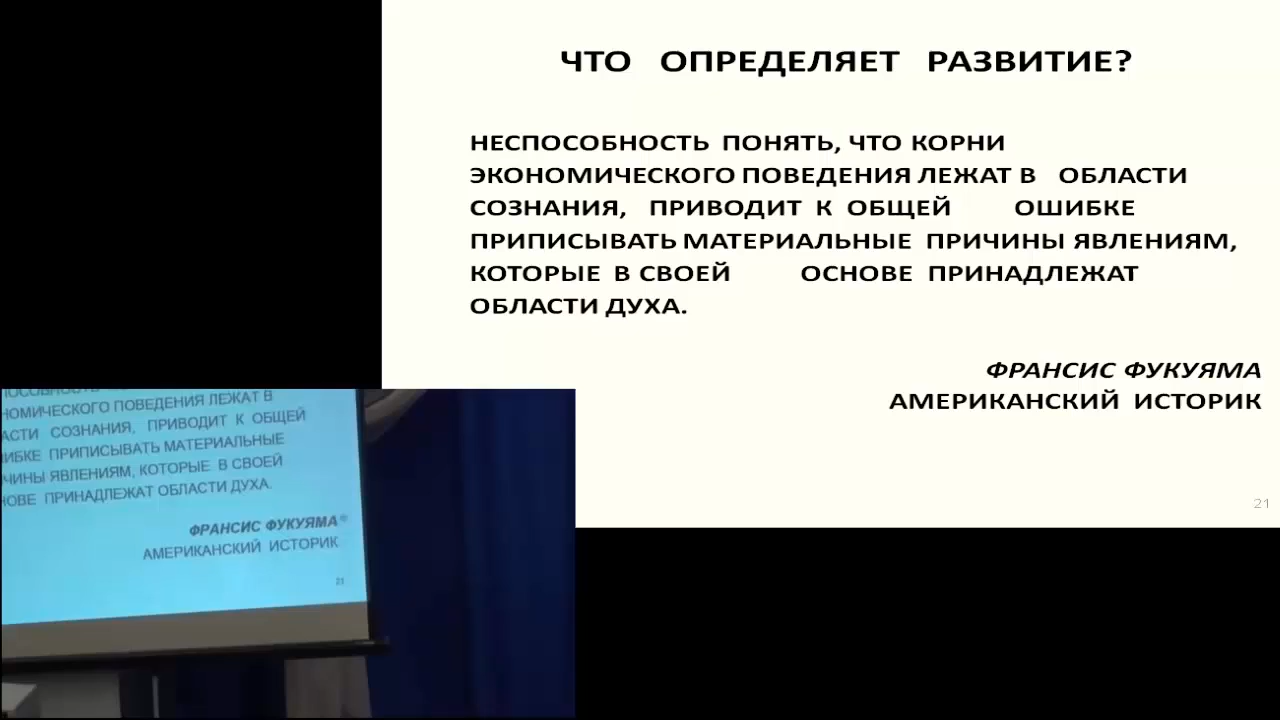 ЧТО ОПРЕДЕЛЯЕТ РАЗВИТИЕ?
НЕСПОСОБНОСТЬ ПОНЯТЬ, ЧТО КОРНИ
ЭКОНОМИЧЕСКОГО ПОВЕДЕНИЯ ЛЕЖАТ В ОБЛАСТИ
СОЗНАНИЯ, ПРИВОДИТ К ОБЩЕЙ ОШИБКЕ
ПРИПИСЫВАТЬ МАТЕРИАЛЬНЫЕ ПРИЧИНЫ ЯВЛЕНИЯМ,
КОТОРЫЕ В СВОЕЙ ОСНОВЕ ПРИНАДЛЕЖАТ
ОБЛАСТИ ДУХА.
ФРАНСИС ФУКУЯМА
АМЕРИКАНСКИЙ ИСТОРИК
21
НОМИЧЕСКОГО ПОВЕДЕНИЯ ЛЕЖАТ В
АСТИ СОЗНАНИЯ, ПРИВОДИТ К ОБЩЕЙ
ИБКЕ ПРИПИСЫВАТЬ МАТЕРИАЛЬНЫЕ
ЧИНЫ ЯВЛЕНИЯМ, КОТОРЫЕ В СВОЕЙ
НОВЕ ПРИНАДЛЕЖАТ ОБЛАСТИ ДУХА.
ФРАНСИС ФУКУЯМА
АМЕРИКАНСКИЙ ИСТОРИК
21